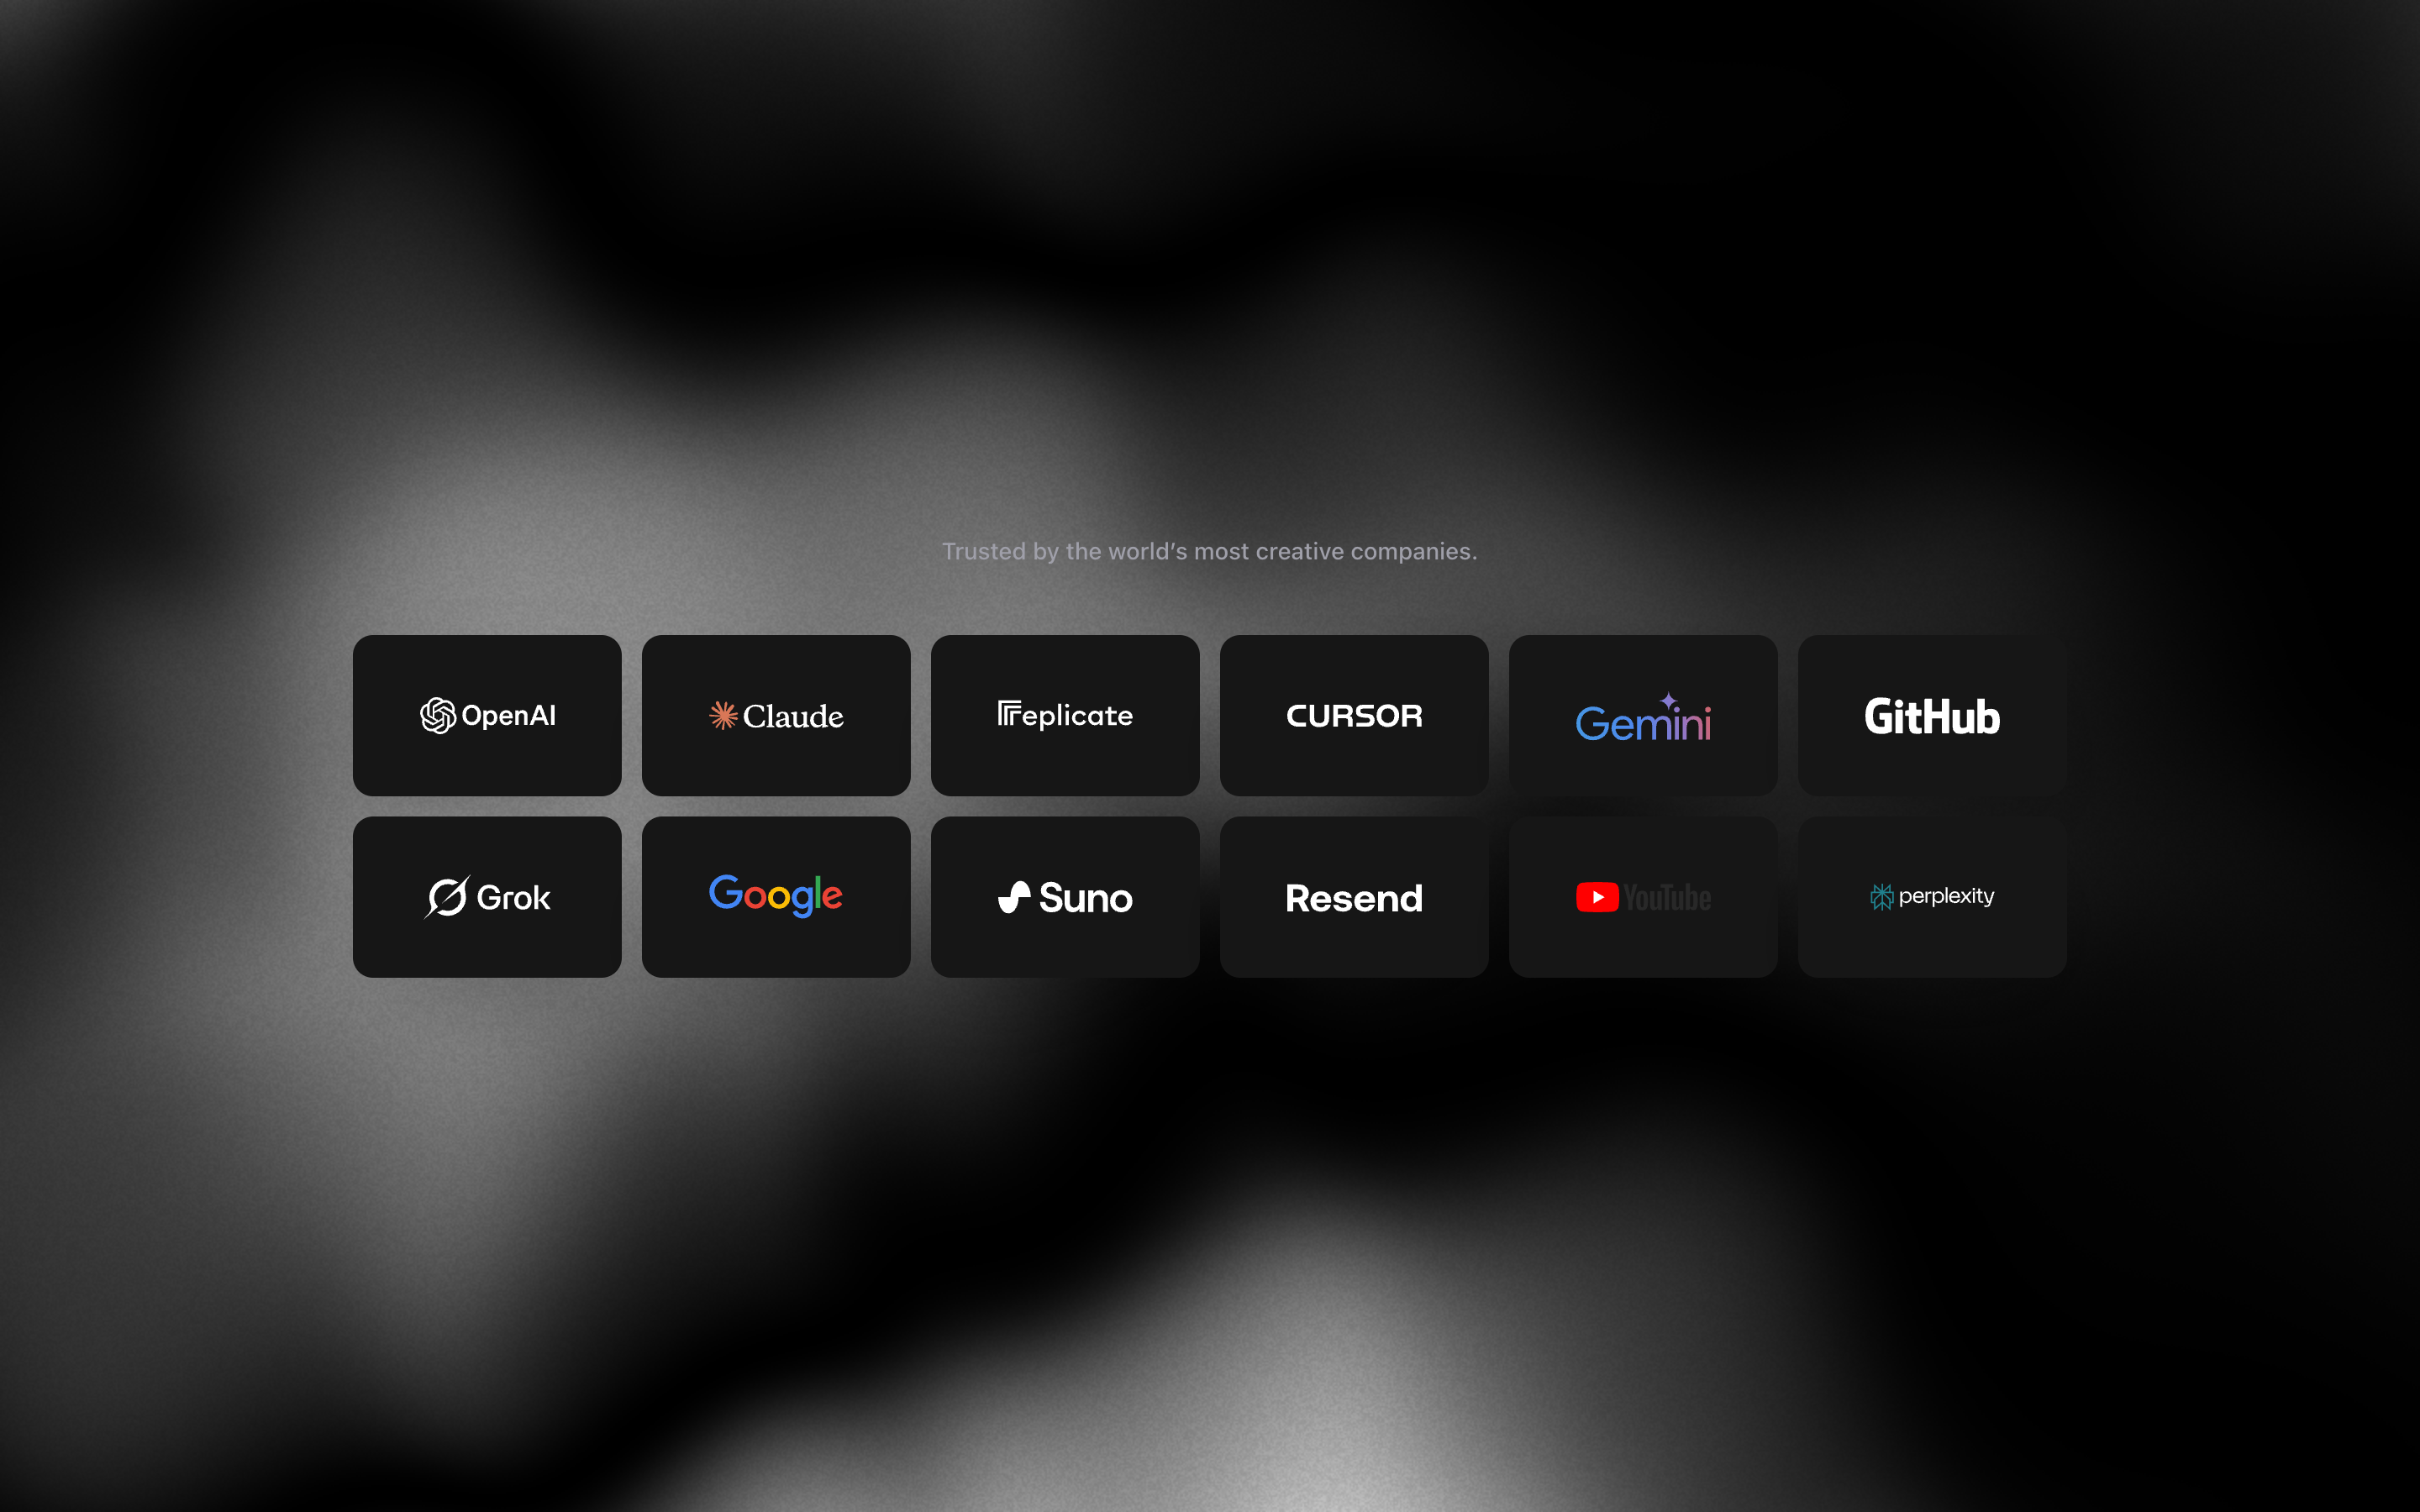 Trusted by the world's most creative companies.
OpenAI
Claude
Replicate
CURSOR
Gemini
GitHub
Grok
Google
Suno
Resend
YouTube
perplexity